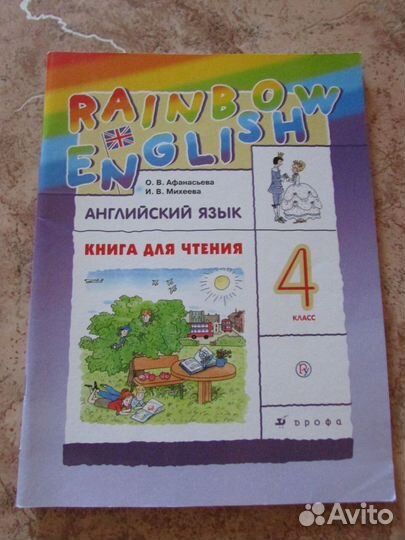 RAINBOW
ENGLISH
О. В. Афанасьева
И. В. Михеева
АНГЛИЙСКИЙ ЯЗЫК
КНИГА ДЛЯ ЧТЕНИЯ
4
КЛАСС
дрофа
Avito